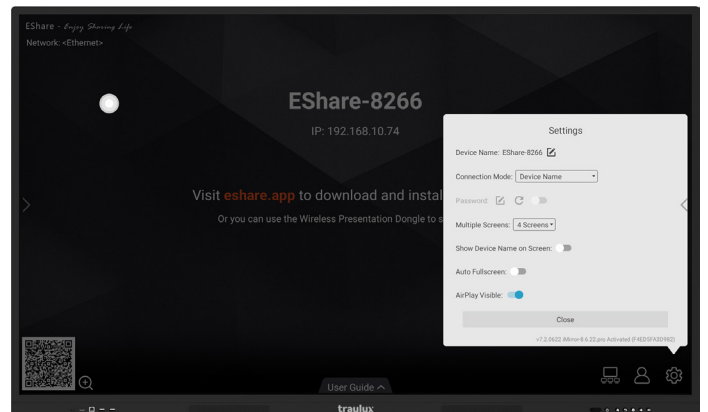 EShare - Enjoy Sharing Life
Network: <Ethernet>
EShare-8266
IP: 192.168.10.74
Visit eshare.app to download and instal
Or you can use the Wireless Presentation Dongle to s
Settings
Device Name: EShare-8266
Connection Mode: Device Name
Password:
Multiple Screens: 4 Screens
Show Device Name on Screen:
Auto Fullscreen:
AirPlay Visible:
Close
User Guide
traulux